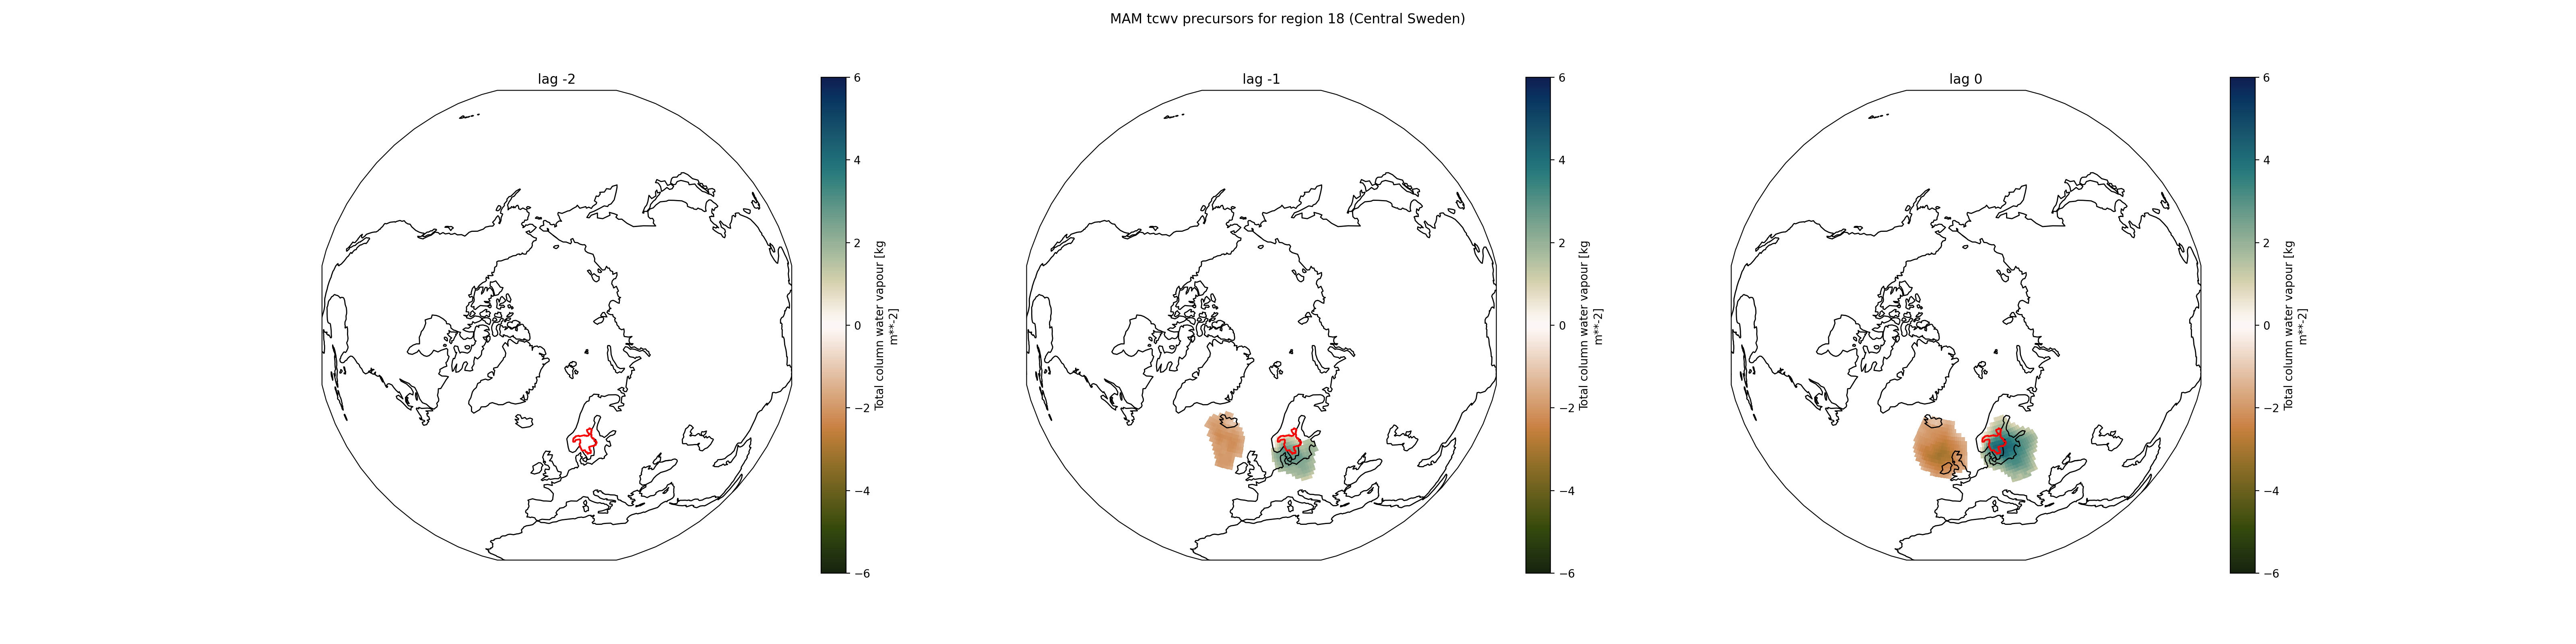 MAM tcwv precursors for region 18 (Central Sweden)
lag -2
6
4
2
0
−2
−4
−6
Total column water vapour [kg
m**-2]
lag -1
6
4
2
0
−2
−4
−6
Total column water vapour [kg
m**-2]
lag 0
6
4
2
0
−2
−4
−6
Total column water vapour [kg
m**-2]